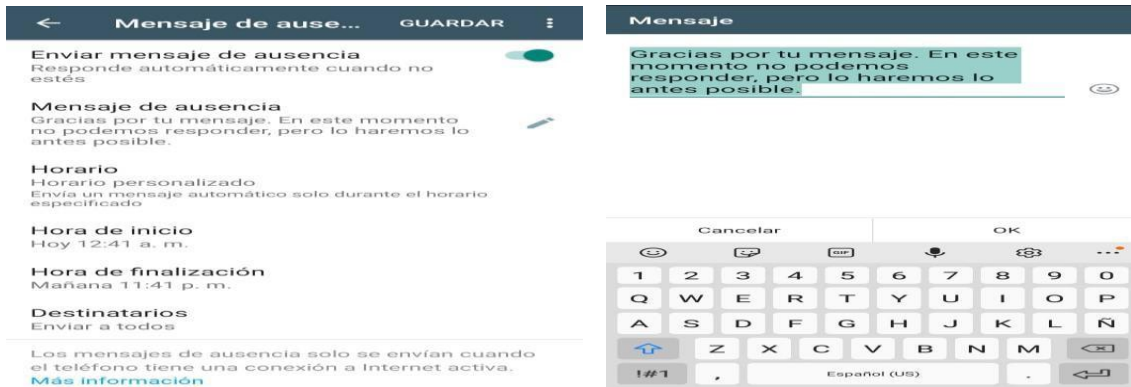 Mensaje de ause... GUARDAR
Enviar mensaje de ausencia
Responde automáticamente cuando no
estés
Mensaje de ausencia
Gracias por tu mensaje. En este momento
no podemos responder, pero lo haremos lo
antes posible.
Horario
Horario personalizado
Envía un mensaje automático solo durante el horario
especificado
Hora de inicio
Hoy 12:41 a. m.
Hora de finalización
Mañana 11:41 p. m.
Destinatarios
Enviar a todos
Los mensajes de ausencia solo se envían cuando
el teléfono tiene una conexión a Internet activa.
Más información
Mensaje
Gracias por tu mensaje. En este
momento no podemos
responder, pero lo haremos lo
antes posible.
Cancelar OK
GIF
1 2 3 4 5 6 7 8 9 0
Q W E R T Y U I O P
A S D F G H J K L Ñ
Z X C V B N M
!#1 , Español (US) .